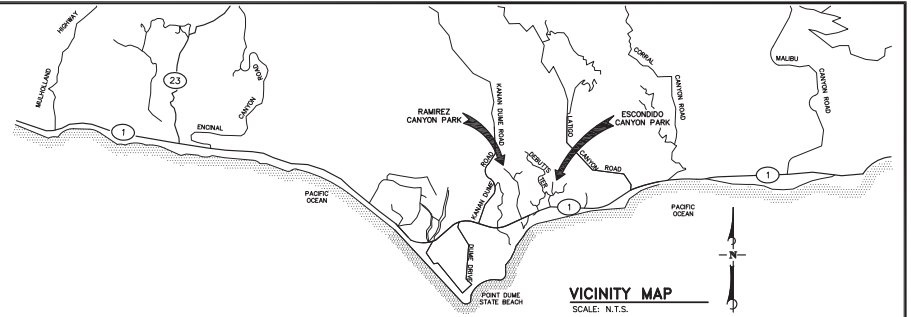 MULHOLLAND HIGHWAY
23
ENCINAL
CANYON
ROAD
1
PACIFIC
OCEAN
RAMIREZ
CANYON PARK
KANAN DUME ROAD
KANAN DUME ROAD
DEBUTTS
TER
LATIGO
CANYON ROAD
ESCONDIDO
CANYON PARK
CORRAL
CANYON ROAD
MALIBU
CANYON ROAD
1
1
PACIFIC
OCEAN
DUME DRIVE
POINT DUME
STATE BEACH
VICINITY MAP
SCALE: N.T.S.
N